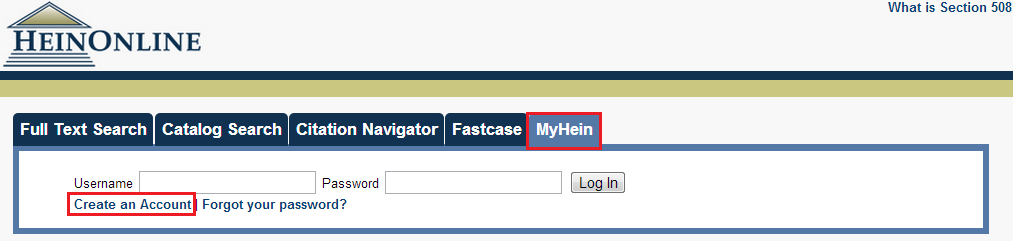 What is Section 508
HEINONLINE
Full Text Search Catalog Search Citation Navigator Fastcase MyHein
Username Password Log In
Create an Account | Forgot your password?